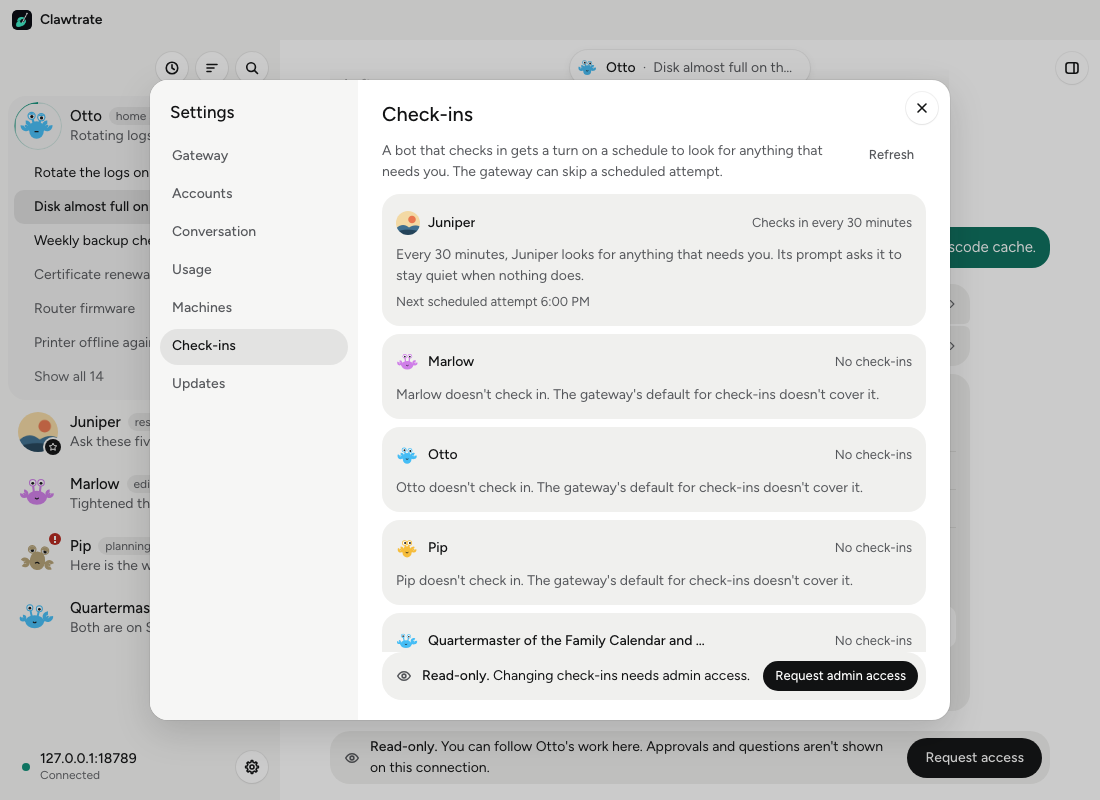 Clawtrate
Otto · Disk almost full on th...
Otto home
Rotating logs
Rotate the logs on
Disk almost full on
Weekly backup che
Certificate renewa
Router firmware
Printer offline agai
Show all 14
Juniper res
Ask these fiv
Marlow edi
Tightened th
Pip planning
Here is the w
Quartermas
Both are on S
127.0.0.1:18789
Connected
Settings
Gateway
Accounts
Conversation
Usage
Machines
Check-ins
Updates
Check-ins
A bot that checks in gets a turn on a schedule to look for anything that
needs you. The gateway can skip a scheduled attempt.
Refresh
Juniper
Checks in every 30 minutes
Every 30 minutes, Juniper looks for anything that needs you. Its prompt asks it to
stay quiet when nothing does.
Next scheduled attempt 6:00 PM
Marlow
No check-ins
Marlow doesn't check in. The gateway's default for check-ins doesn't cover it.
Otto
No check-ins
Otto doesn't check in. The gateway's default for check-ins doesn't cover it.
Pip
No check-ins
Pip doesn't check in. The gateway's default for check-ins doesn't cover it.
Quartermaster of the Family Calendar and ...
No check-ins
Read-only. Changing check-ins needs admin access.
Request admin access
scode cache.
Read-only. You can follow Otto's work here. Approvals and questions aren't shown
on this connection.
Request access